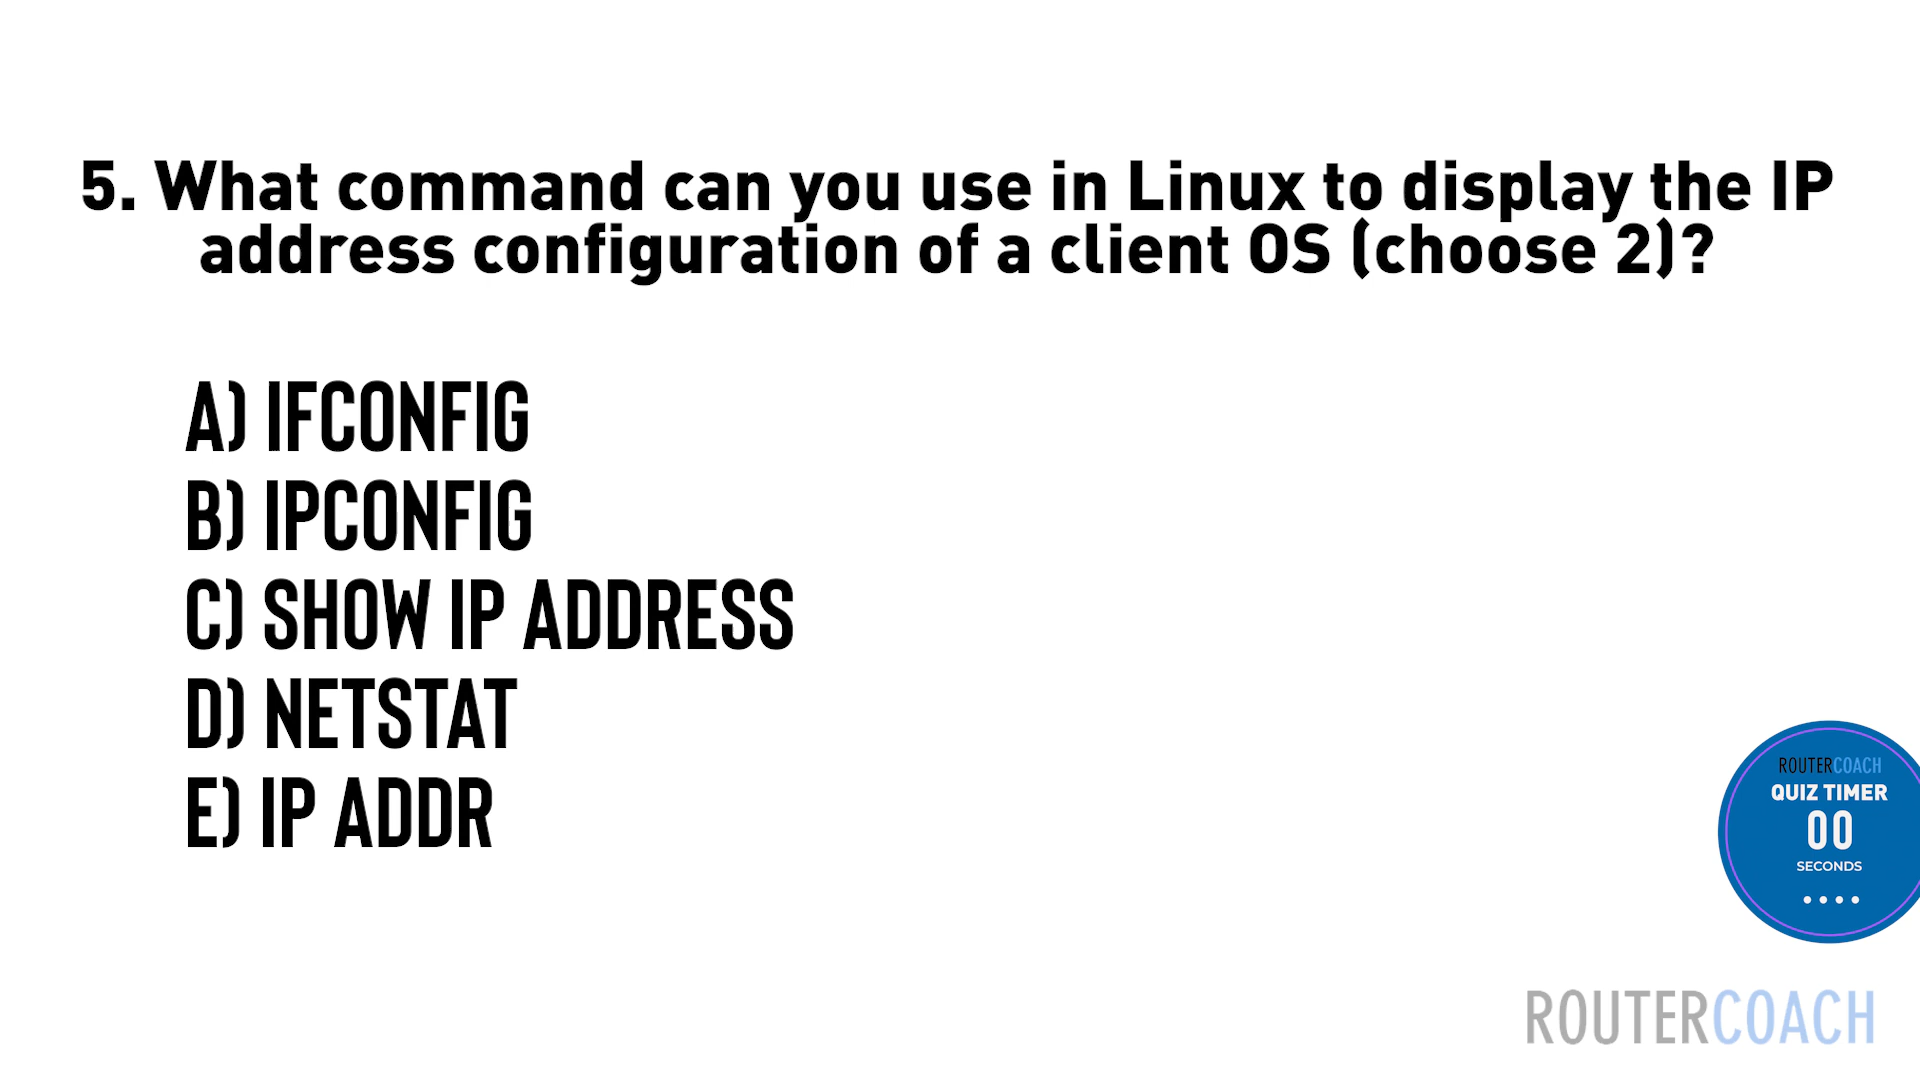 5. What command can you use in Linux to display the IP
address configuration of a client OS (choose 2)?
A) IFCONFIG
B) IPCONFIG
C) SHOW IP ADDRESS
D) NETSTAT
E) IP ADDR
ROUTERCOACH
QUIZ TIMER
00
SECONDS
ROUTERCOACH